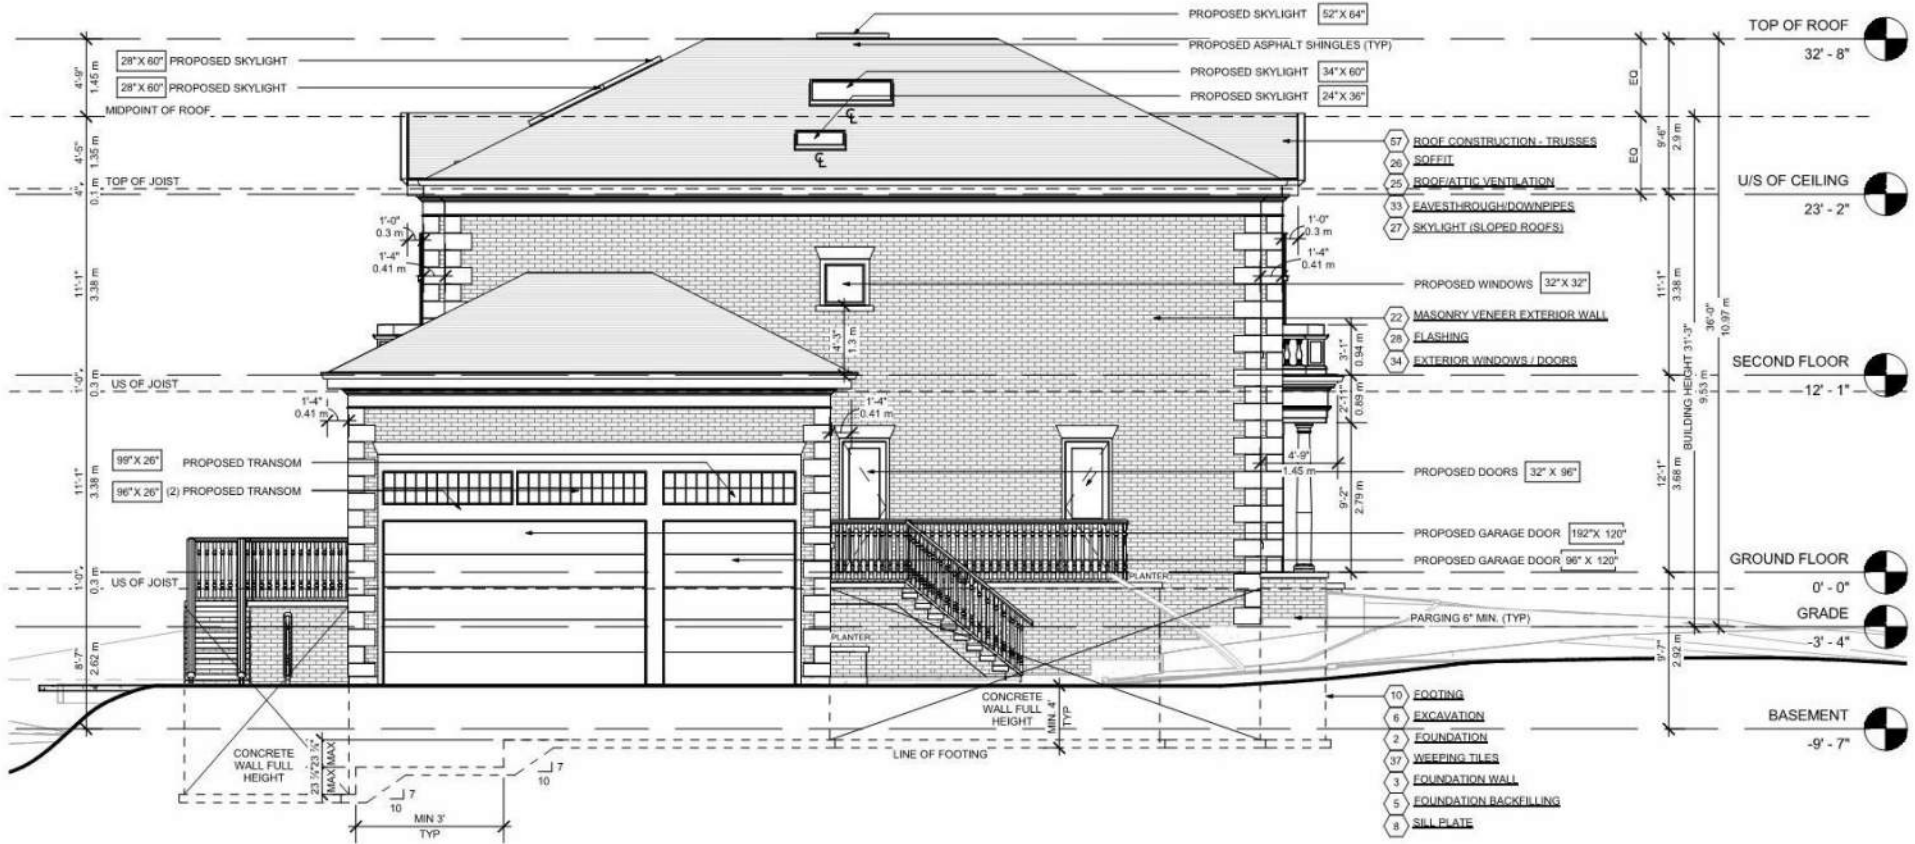 PROPOSED SKYLIGHT 52"X 64"
PROPOSED ASPHALT SHINGLES (TYP)
PROPOSED SKYLIGHT 34"X 60"
PROPOSED SKYLIGHT 24"X 36"
28"X 60" PROPOSED SKYLIGHT
28"X 60" PROPOSED SKYLIGHT
MIDPOINT OF ROOF
TOP OF JOIST
US OF JOIST
US OF JOIST
4'-9"
1.45 m
4'-5"
1.35 m
4"
0.1 m
11'-1"
3.38 m
1'-0"
0.3 m
11'-1"
3.38 m
1'-0"
0.3 m
8'-7"
2.62 m
1'-0"
0.3 m
1'-4"
0.41 m
1'-0"
0.3 m
1'-4"
0.41 m
1'-4"
0.41 m
1'-4"
0.41 m
4'-3"
1.3 m
99"X 26" PROPOSED TRANSOM
96"X 26" (2) PROPOSED TRANSOM
57 ROOF CONSTRUCTION - TRUSSES
26 SOFFIT
25 ROOF/ATTIC VENTILATION
33 EAVESTHROUGH/DOWNPIPES
27 SKYLIGHT (SLOPED ROOFS)
PROPOSED WINDOWS 32"X 32"
22 MASONRY VENEER EXTERIOR WALL
28 FLASHING
34 EXTERIOR WINDOWS / DOORS
3'-1"
0.94 m
2'-11"
0.89 m
4'-9"
1.45 m
9'-2"
2.79 m
PROPOSED DOORS 32" X 96"
PROPOSED GARAGE DOOR 192"X 120"
PROPOSED GARAGE DOOR 96" X 120"
PLANTER
PLANTER
PARGING 6" MIN. (TYP)
EQ
EQ
9'-6"
2.9 m
11'-1"
3.38 m
12'-1"
3.68 m
9'-7"
2.92 m
BUILDING HEIGHT 31'-3"
9.53 m
36'-0"
10.97 m
TOP OF ROOF
32' - 8"
U/S OF CEILING
23' - 2"
SECOND FLOOR
12' - 1"
GROUND FLOOR
0' - 0"
GRADE
-3' - 4"
BASEMENT
-9' - 7"
10 FOOTING
6 EXCAVATION
2 FOUNDATION
37 WEEPING TILES
3 FOUNDATION WALL
5 FOUNDATION BACKFILLING
8 SILL PLATE
CONCRETE
WALL FULL
HEIGHT
MIN. 4'
TYP
LINE OF FOOTING
CONCRETE
WALL FULL
HEIGHT
MAX
MAX
7
10
7
10
MIN 3'
TYP